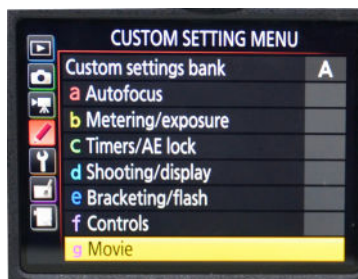 CUSTOM SETTING MENU
Custom settings bank A
a Autofocus
b Metering/exposure
c Timers/AE lock
d Shooting/display
e Bracketing/flash
f Controls
g Movie